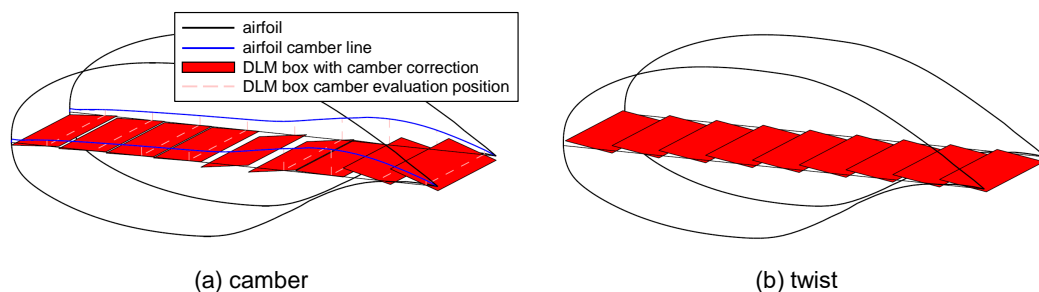 airfoil
airfoil camber line
DLM box with camber correction
DLM box camber evaluation position
(a) camber
(b) twist